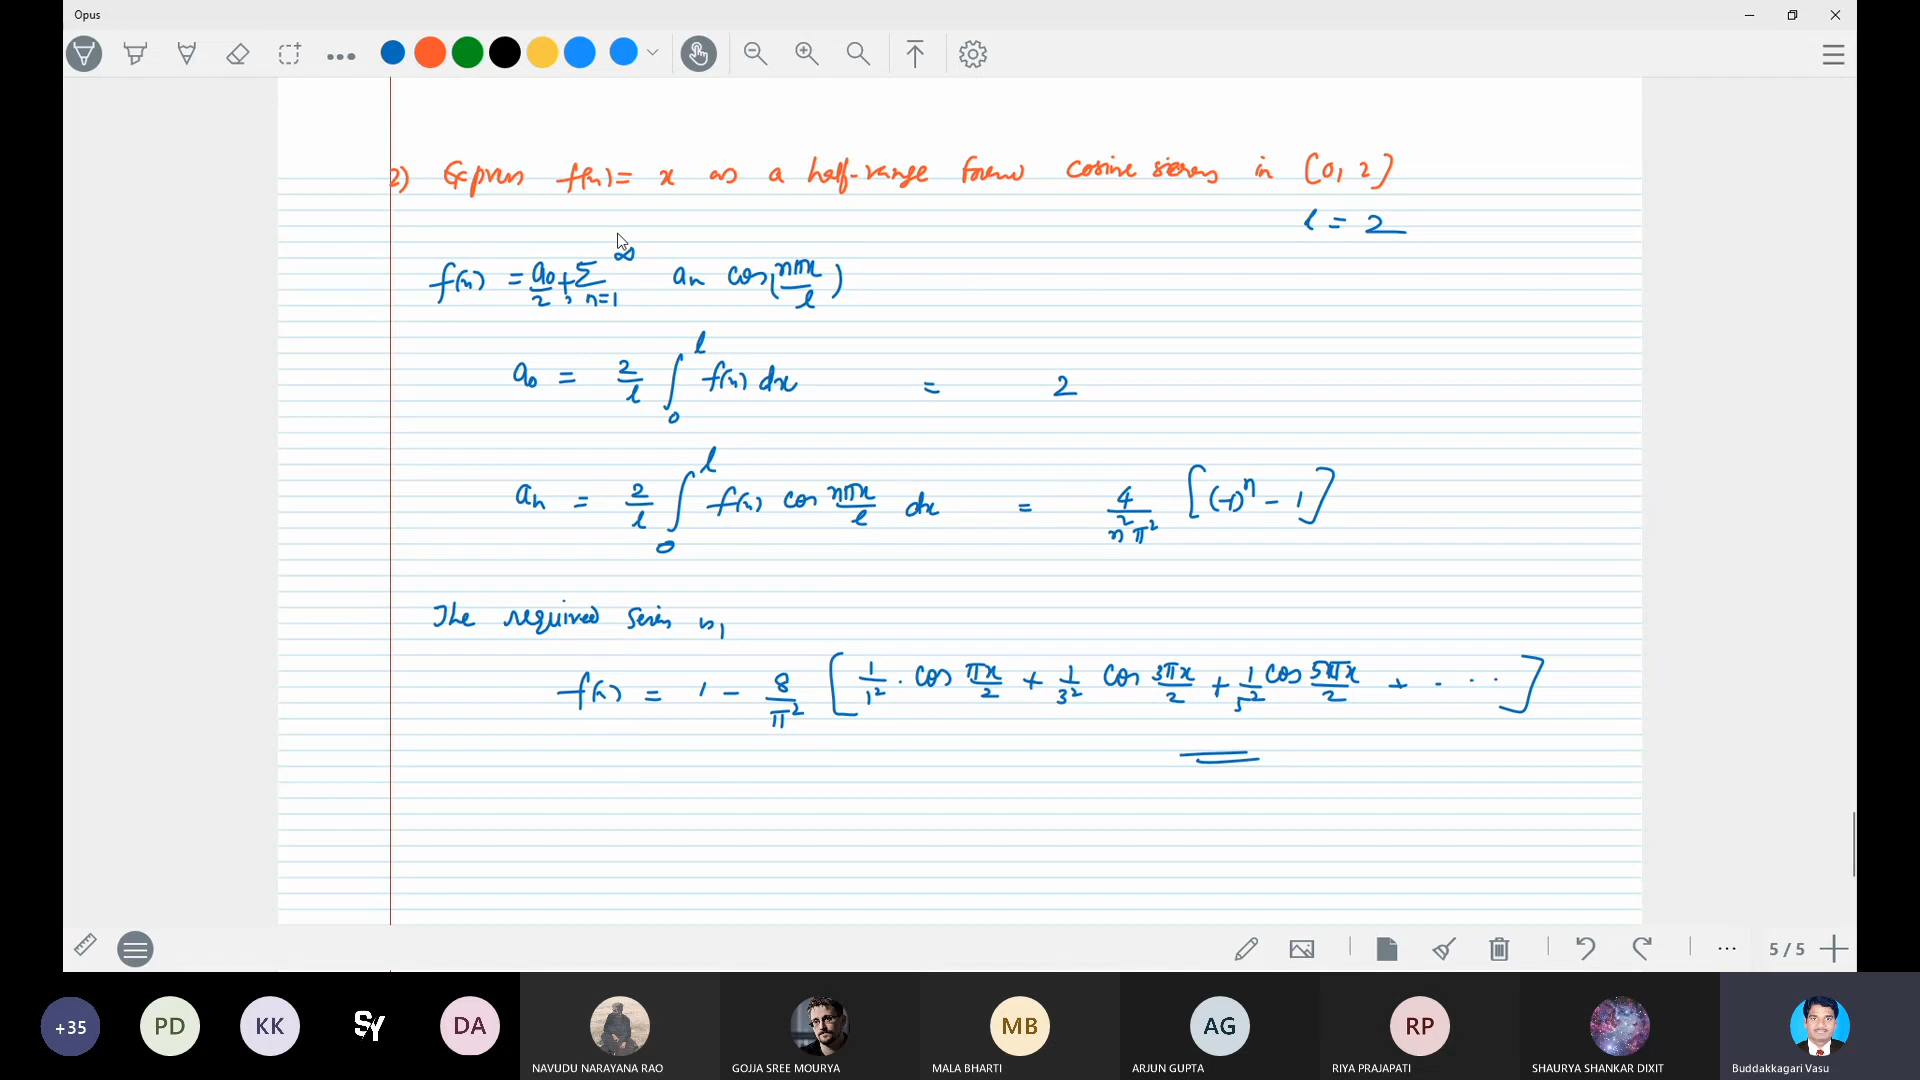 Opus
2) Express f(x) = x as a half-range Fourier cosine series in [0, 2]
l = 2
f(x) = a0/2 + Σ n=1 ∞ an cos(nπx/l)
a0 = 2/l ∫ 0 l f(x) dx = 2
an = 2/l ∫ 0 l f(x) cos nπx/l dx = 4/n²π² [(-1)^n - 1]
The required series is,
f(x) = 1 - 8/π² [1/1² . cos πx/2 + 1/3² cos 3πx/2 + 1/5² cos 5πx/2 + . . . .]
5 / 5
+35 PD KK SY DA MB AG RP
NAVUDU NARAYANA RAO GOJJA SREE MOURYA MALA BHARTI ARJUN GUPTA RIYA PRAJAPATI SHAURYA SHANKAR DIXIT Buddakkagari Vasu